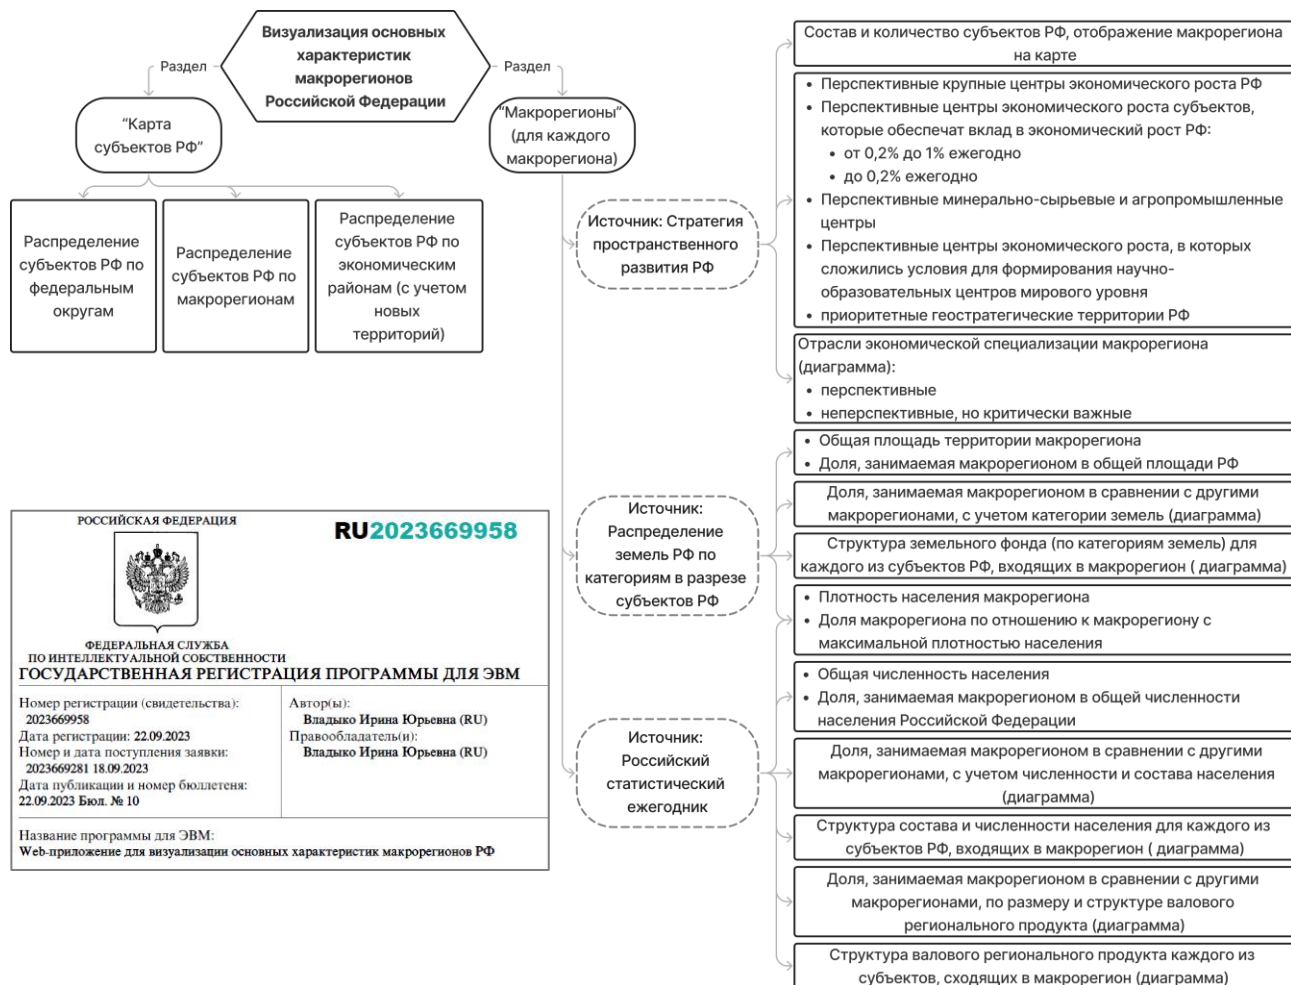 Визуализация основных
характеристик
макрорегионов
Российской Федерации
Раздел
Раздел
“Карта
субъектов РФ”
“Макрорегионы”
(для каждого
макрорегиона)
Распределение
субъектов РФ по
федеральным
округам
Распределение
субъектов РФ по
макрорегионам
Распределение
субъектов РФ по
экономическим
районам (с учетом
новых
территорий)
Источник: Стратегия
пространственного
развития РФ
Состав и количество субъектов РФ, отображение макрорегиона
на карте
• Перспективные крупные центры экономического роста РФ
• Перспективные центры экономического роста субъектов,
которые обеспечат вклад в экономический рост РФ:
• от 0,2% до 1% ежегодно
• до 0,2% ежегодно
• Перспективные минерально-сырьевые и агропромышленные
центры
• Перспективные центры экономического роста, в которых
сложились условия для формирования научно-
образовательных центров мирового уровня
• приоритетные геостратегические территории РФ
Отрасли экономической специализации макрорегиона
(диаграмма):
• перспективные
• неперспективные, но критически важные
Источник:
Распределение
земель РФ по
категориям в разрезе
субъектов РФ
• Общая площадь территории макрорегиона
• Доля, занимаемая макрорегионом в общей площади РФ
Доля, занимаемая макрорегионом в сравнении с другими
макрорегионами, с учетом категории земель (диаграмма)
Структура земельного фонда (по категориям земель) для
каждого из субъектов РФ, входящих в макрорегион ( диаграмма)
• Плотность населения макрорегиона
• Доля макрорегиона по отношению к макрорегиону с
максимальной плотностью населения
Источник:
Российский
статистический
ежегодник
• Общая численность населения
• Доля, занимаемая макрорегионом в общей численности
населения Российской Федерации
Доля, занимаемая макрорегионом в сравнении с другими
макрорегионами, с учетом численности и состава населения
(диаграмма)
Структура состава и численности населения для каждого из
субъектов РФ, входящих в макрорегион ( диаграмма)
Доля, занимаемая макрорегионом в сравнении с другими
макрорегионами, по размеру и структуре валового
регионального продукта (диаграмма)
Структура валового регионального продукта каждого из
субъектов, сходящих в макрорегион (диаграмма)
РОССИЙСКАЯ ФЕДЕРАЦИЯ
RU2023669958
ФЕДЕРАЛЬНАЯ СЛУЖБА
ПО ИНТЕЛЛЕКТУАЛЬНОЙ СОБСТВЕННОСТИ
ГОСУДАРСТВЕННАЯ РЕГИСТРАЦИЯ ПРОГРАММЫ ДЛЯ ЭВМ
Номер регистрации (свидетельства):
2023669958
Дата регистрации: 22.09.2023
Номер и дата поступления заявки:
2023669281 18.09.2023
Дата публикации и номер бюллетеня:
22.09.2023 Бюл. № 10
Автор(ы):
Владыко Ирина Юрьевна (RU)
Правообладатель(и):
Владыко Ирина Юрьевна (RU)
Название программы для ЭВМ:
Web-приложение для визуализации основных характеристик макрорегионов РФ